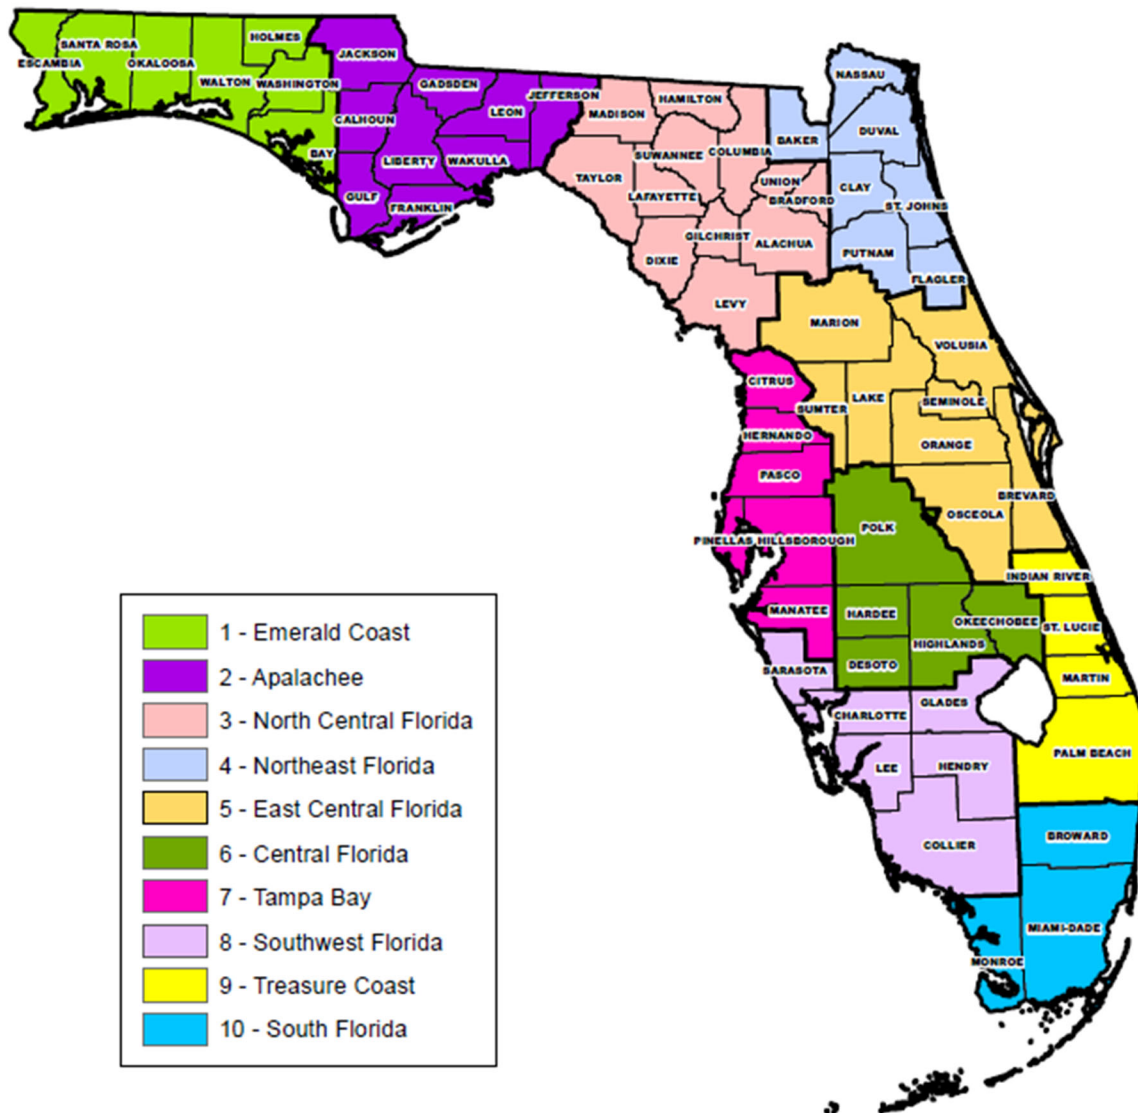 HOLMES
SANTA ROSA
ESCAMBIA
OKALOOSA
WALTON
WASHINGTON
BAY
JACKSON
CALHOUN
GULF
LIBERTY
FRANKLIN
GADSDEN
LEON
JEFFERSON
WAKULLA
MADISON
HAMILTON
SUWANNEE
COLUMBIA
TAYLOR
LAFAYETTE
UNION
BRADFORD
GILCHRIST
ALACHUA
DIXIE
LEVY
NASSAU
BAKER
DUVAL
CLAY
ST. JOHNS
PUTNAM
FLAGLER
MARION
VOLUSIA
CITRUS
SUMTER
LAKE
SEMINOLE
HERNANDO
ORANGE
PASCO
BREVARD
OSCEOLA
POLK
PINELLAS
HILLSBOROUGH
INDIAN RIVER
MANATEE
HARDEE
OKEECHOBEE
ST. LUCIE
HIGHLANDS
SARASOTA
DESOTO
MARTIN
GLADES
CHARLOTTE
PALM BEACH
LEE
HENDRY
COLLIER
BROWARD
MIAMI-DADE
MONROE
1 - Emerald Coast
2 - Apalachee
3 - North Central Florida
4 - Northeast Florida
5 - East Central Florida
6 - Central Florida
7 - Tampa Bay
8 - Southwest Florida
9 - Treasure Coast
10 - South Florida